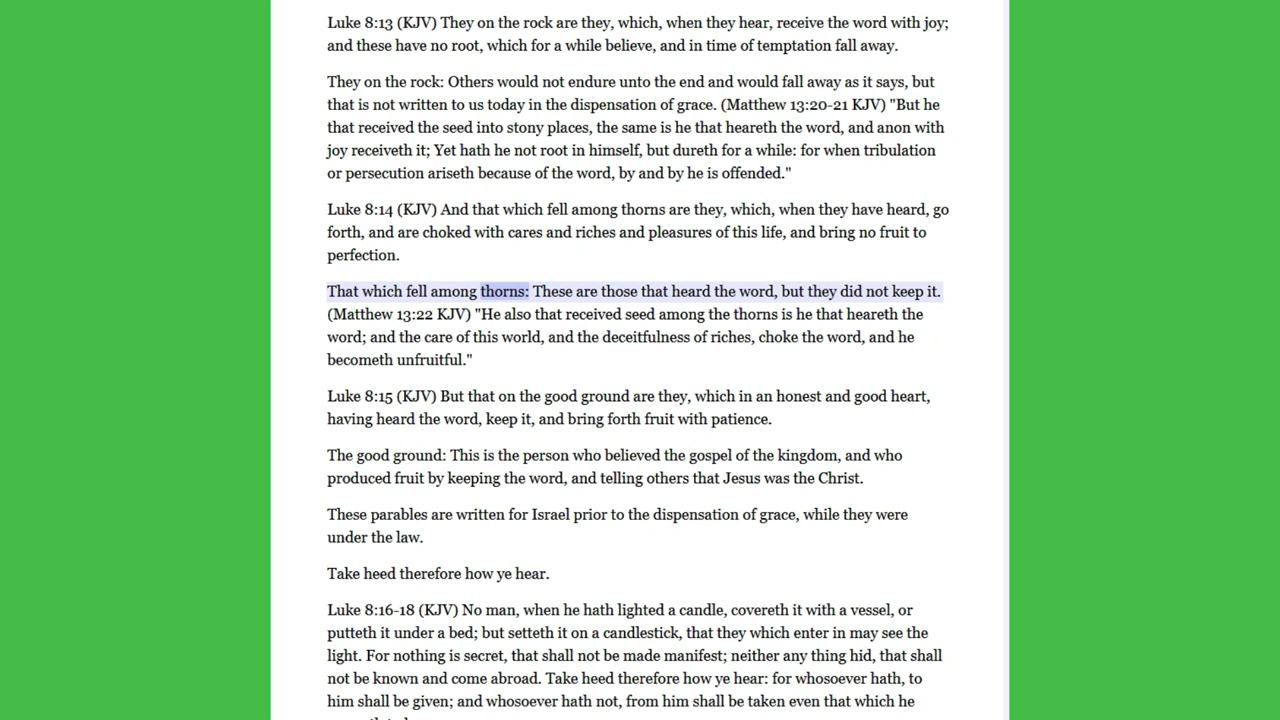 Luke 8:13 (KJV) They on the rock are they, which, when they hear, receive the word with joy;
and these have no root, which for a while believe, and in time of temptation fall away.
They on the rock: Others would not endure unto the end and would fall away as it says, but
that is not written to us today in the dispensation of grace. (Matthew 13:20-21 KJV) "But he
that received the seed into stony places, the same is he that heareth the word, and anon with
joy receiveth it; Yet hath he not root in himself, but dureth for a while: for when tribulation
or persecution ariseth because of the word, by and by he is offended."
Luke 8:14 (KJV) And that which fell among thorns are they, which, when they have heard, go
forth, and are choked with cares and riches and pleasures of this life, and bring no fruit to
perfection.
That which fell among thorns: These are those that heard the word, but they did not keep it.
(Matthew 13:22 KJV) "He also that received seed among the thorns is he that heareth the
word; and the care of this world, and the deceitfulness of riches, choke the word, and he
becometh unfruitful."
Luke 8:15 (KJV) But that on the good ground are they, which in an honest and good heart,
having heard the word, keep it, and bring forth fruit with patience.
The good ground: This is the person who believed the gospel of the kingdom, and who
produced fruit by keeping the word, and telling others that Jesus was the Christ.
These parables are written for Israel prior to the dispensation of grace, while they were
under the law.
Take heed therefore how ye hear.
Luke 8:16-18 (KJV) No man, when he hath lighted a candle, covereth it with a vessel, or
putteth it under a bed; but setteth it on a candlestick, that they which enter in may see the
light. For nothing is secret, that shall not be made manifest; neither any thing hid, that shall
not be known and come abroad. Take heed therefore how ye hear: for whosoever hath, to
him shall be given; and whosoever hath not, from him shall be taken even that which he